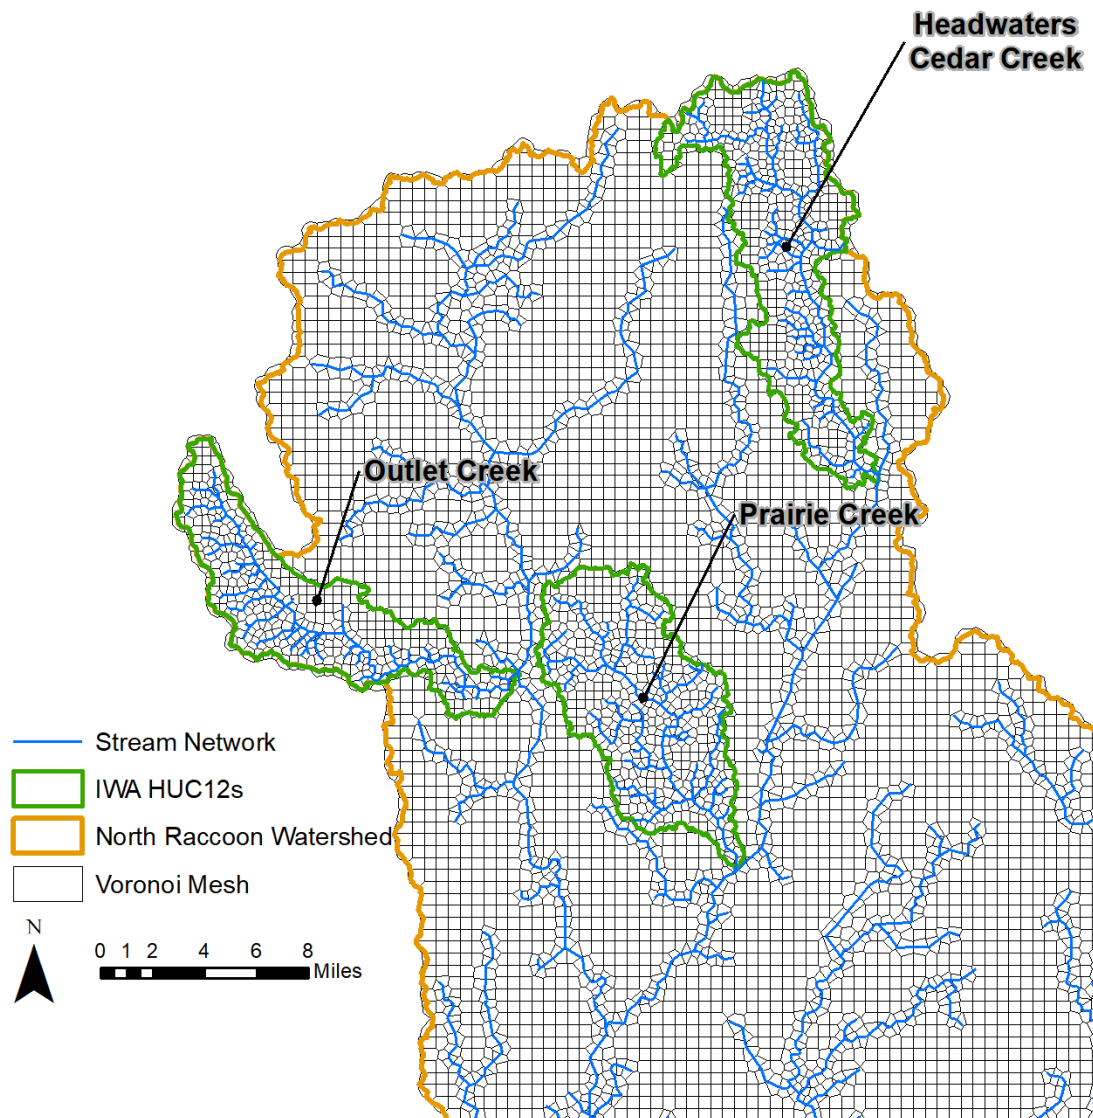 Headwaters
Cedar Creek
Outlet Creek
Prairie Creek
Stream Network
IWA HUC12s
North Raccoon Watershed
Voronoi Mesh
N
0 1 2 4 6 8
Miles